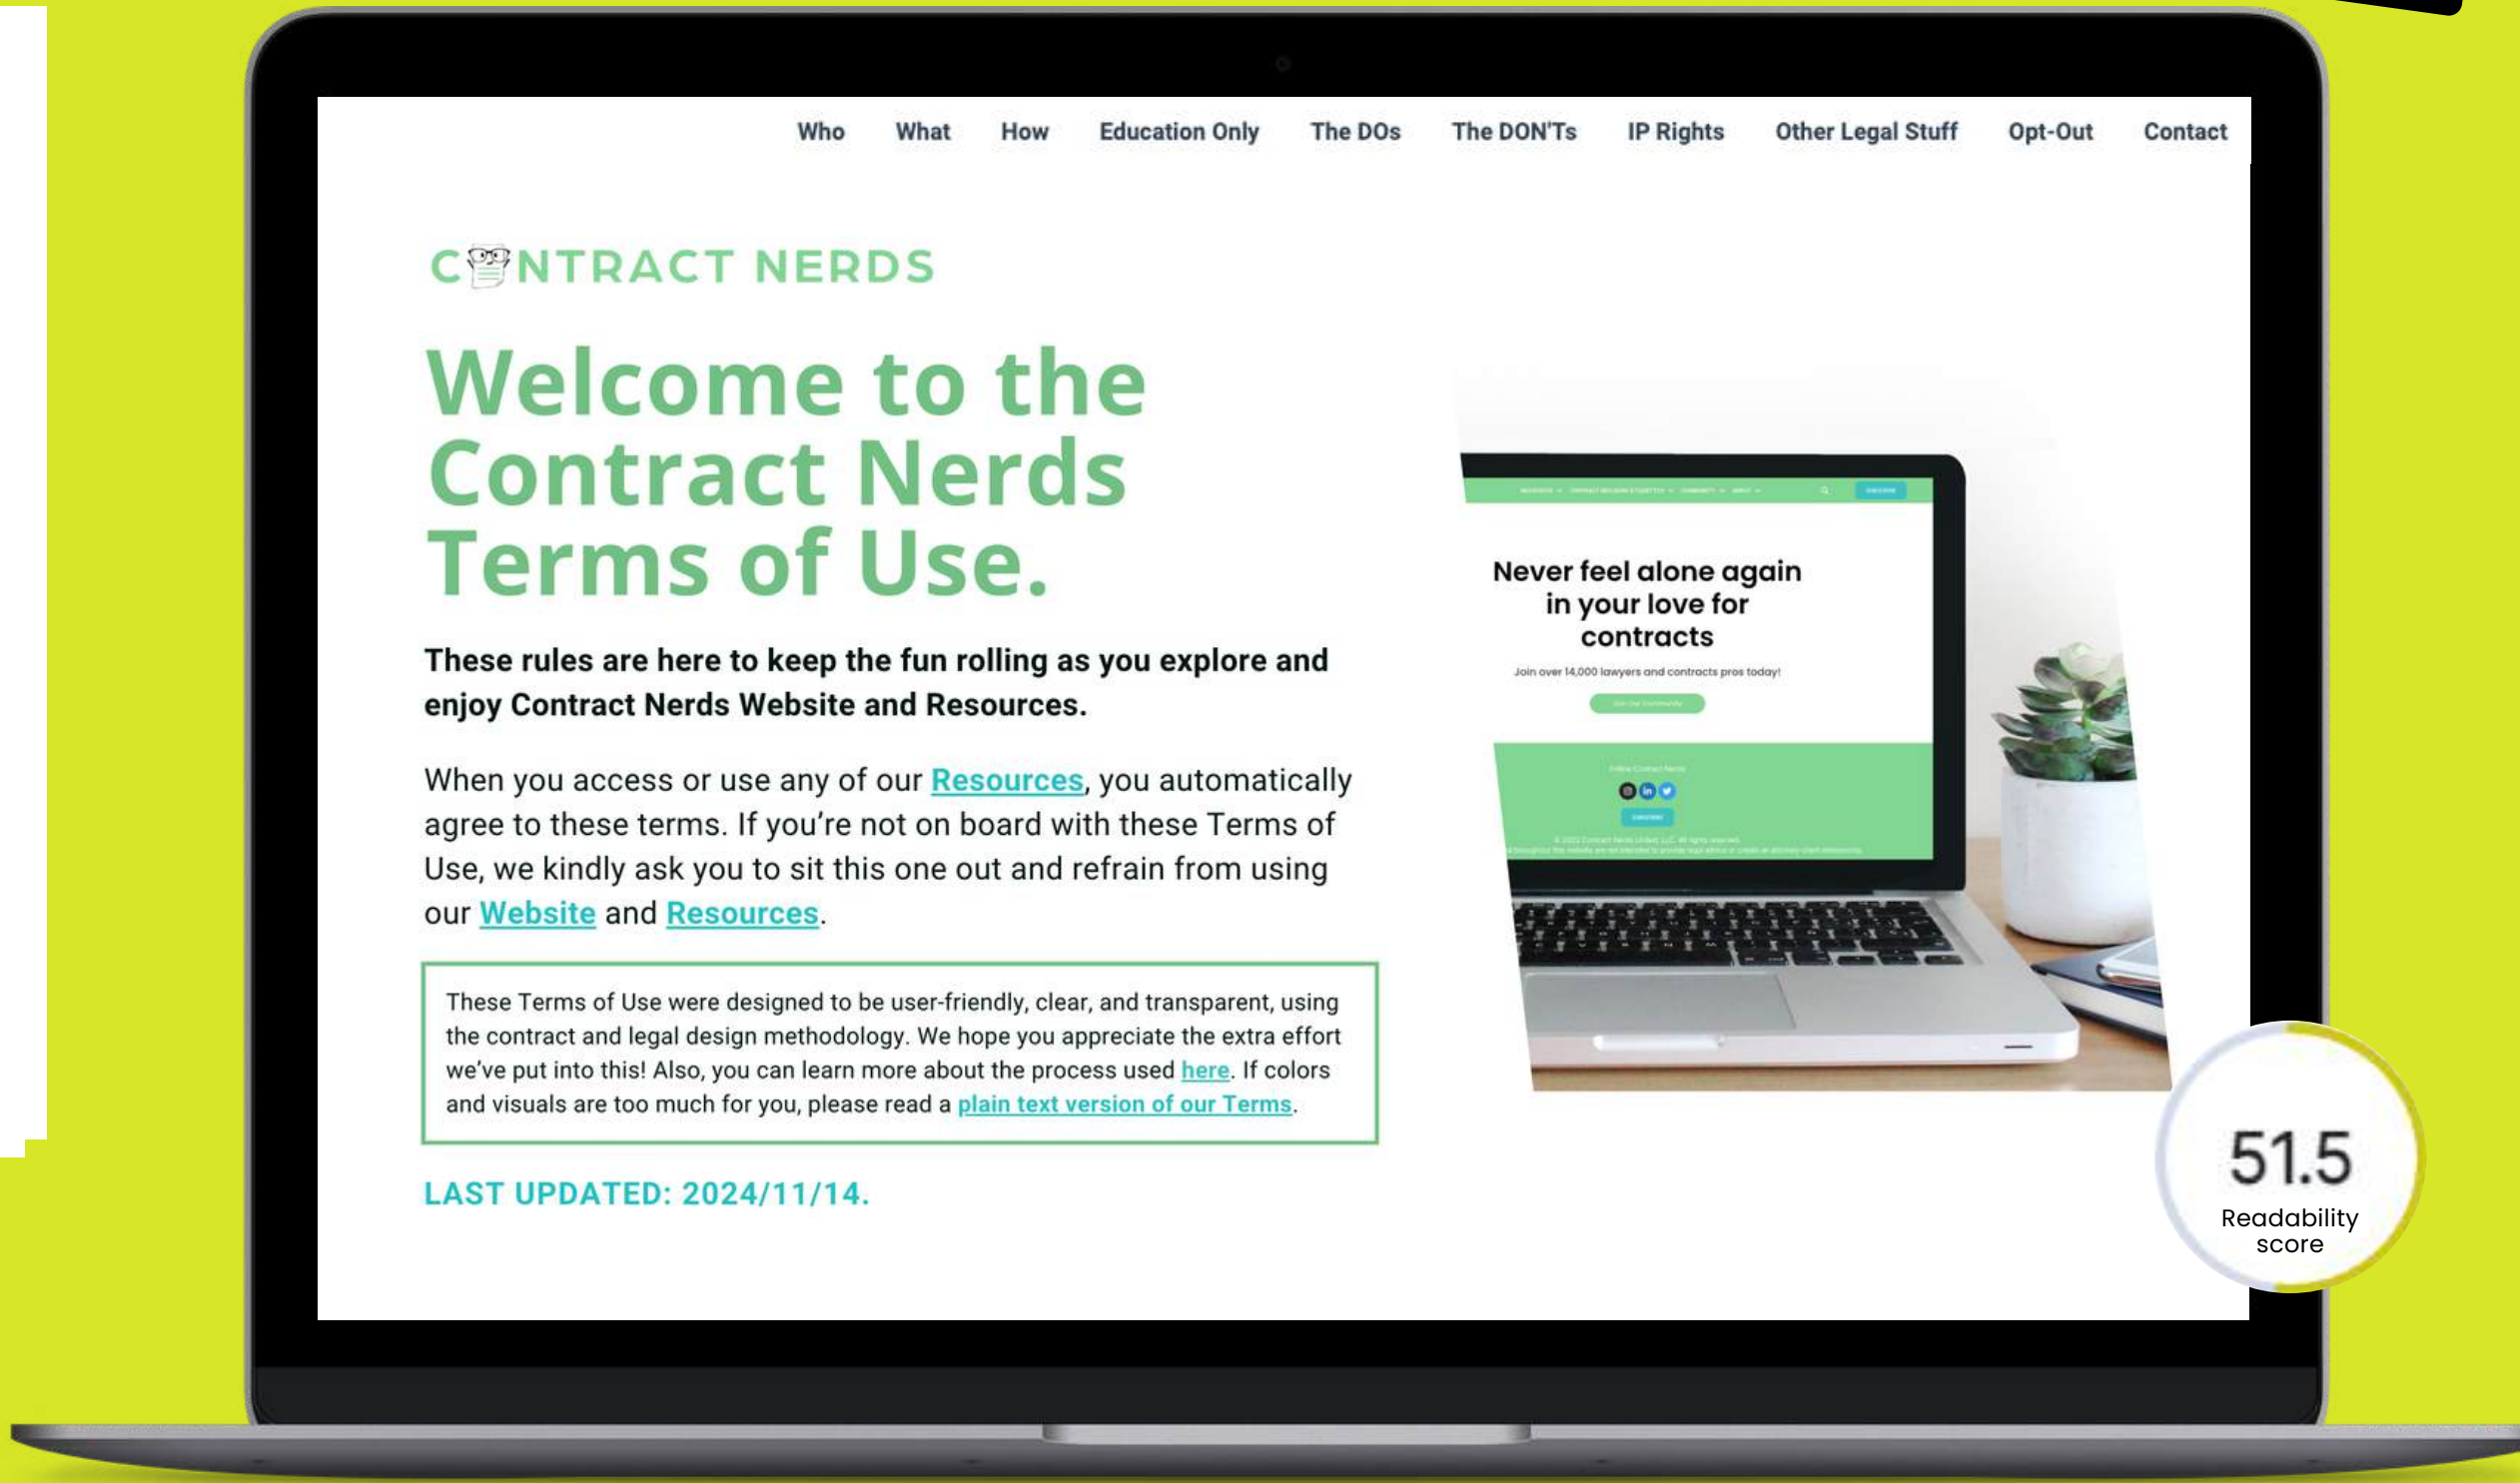 Who What How Education Only The DOs The DON'Ts IP Rights Other Legal Stuff Opt-Out Contact
CONTRACT NERDS
Welcome to the
Contract Nerds
Terms of Use.
These rules are here to keep the fun rolling as you explore and
enjoy Contract Nerds Website and Resources.
When you access or use any of our Resources, you automatically
agree to these terms. If you’re not on board with these Terms of
Use, we kindly ask you to sit this one out and refrain from using
our Website and Resources.
These Terms of Use were designed to be user-friendly, clear, and transparent, using
the contract and legal design methodology. We hope you appreciate the extra effort
we’ve put into this! Also, you can learn more about the process used here. If colors
and visuals are too much for you, please read a plain text version of our Terms.
LAST UPDATED: 2024/11/14.
Never feel alone again
in your love for
contracts
Join over 14,000 lawyers and contracts pros today!
Join Our Community
51.5
Readability
score